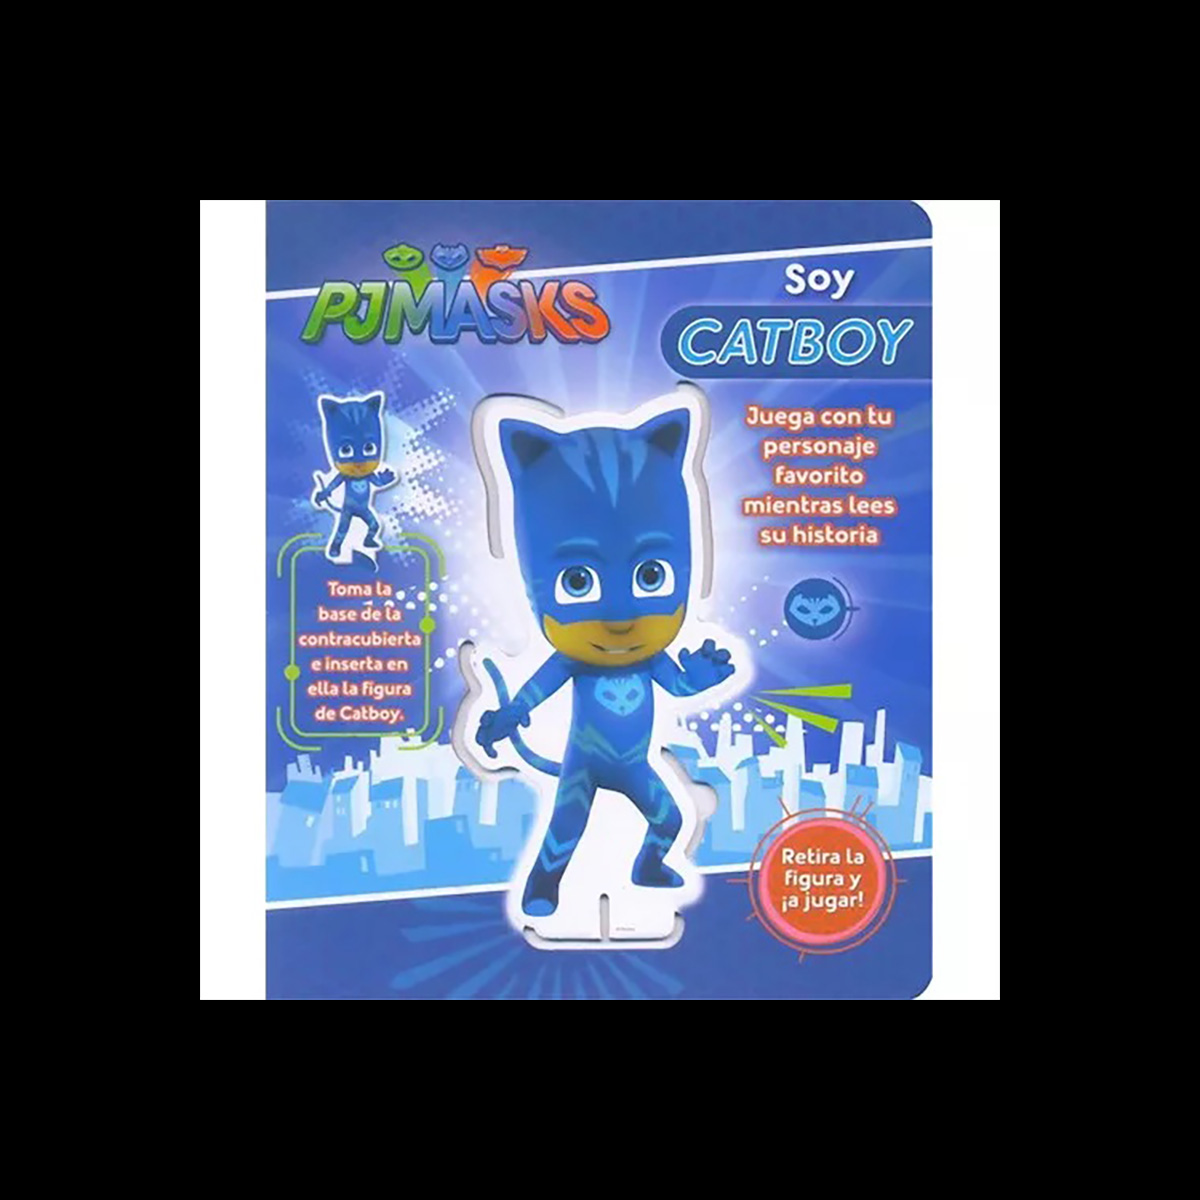 PJMASKS
Soy
CATBOY
Juega con tu
personaje
favorito
mientras lees
su historia
Toma la
base de la
contracubierta
e inserta en
ella la figura
de Catboy.
Retira la
figura y
¡a jugar!